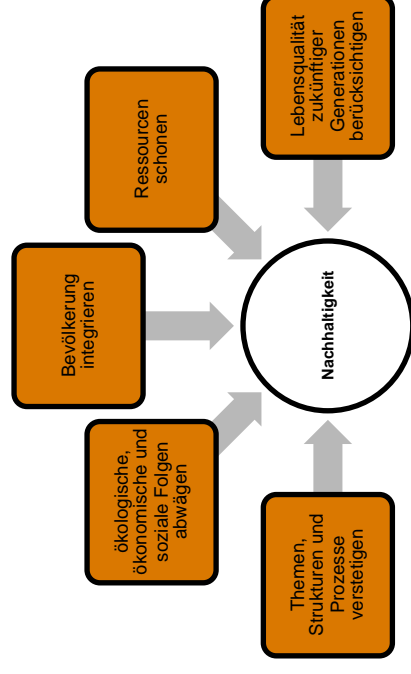 Themen,
Strukturen und
Prozesse
verstetigen
ökologische,
ökonomische und
soziale Folgen
abwägen
Bevölkerung
integrieren
Ressourcen
schonen
Lebensqualität
zukünftiger
Generationen
berücksichtigen
Nachhaltigkeit